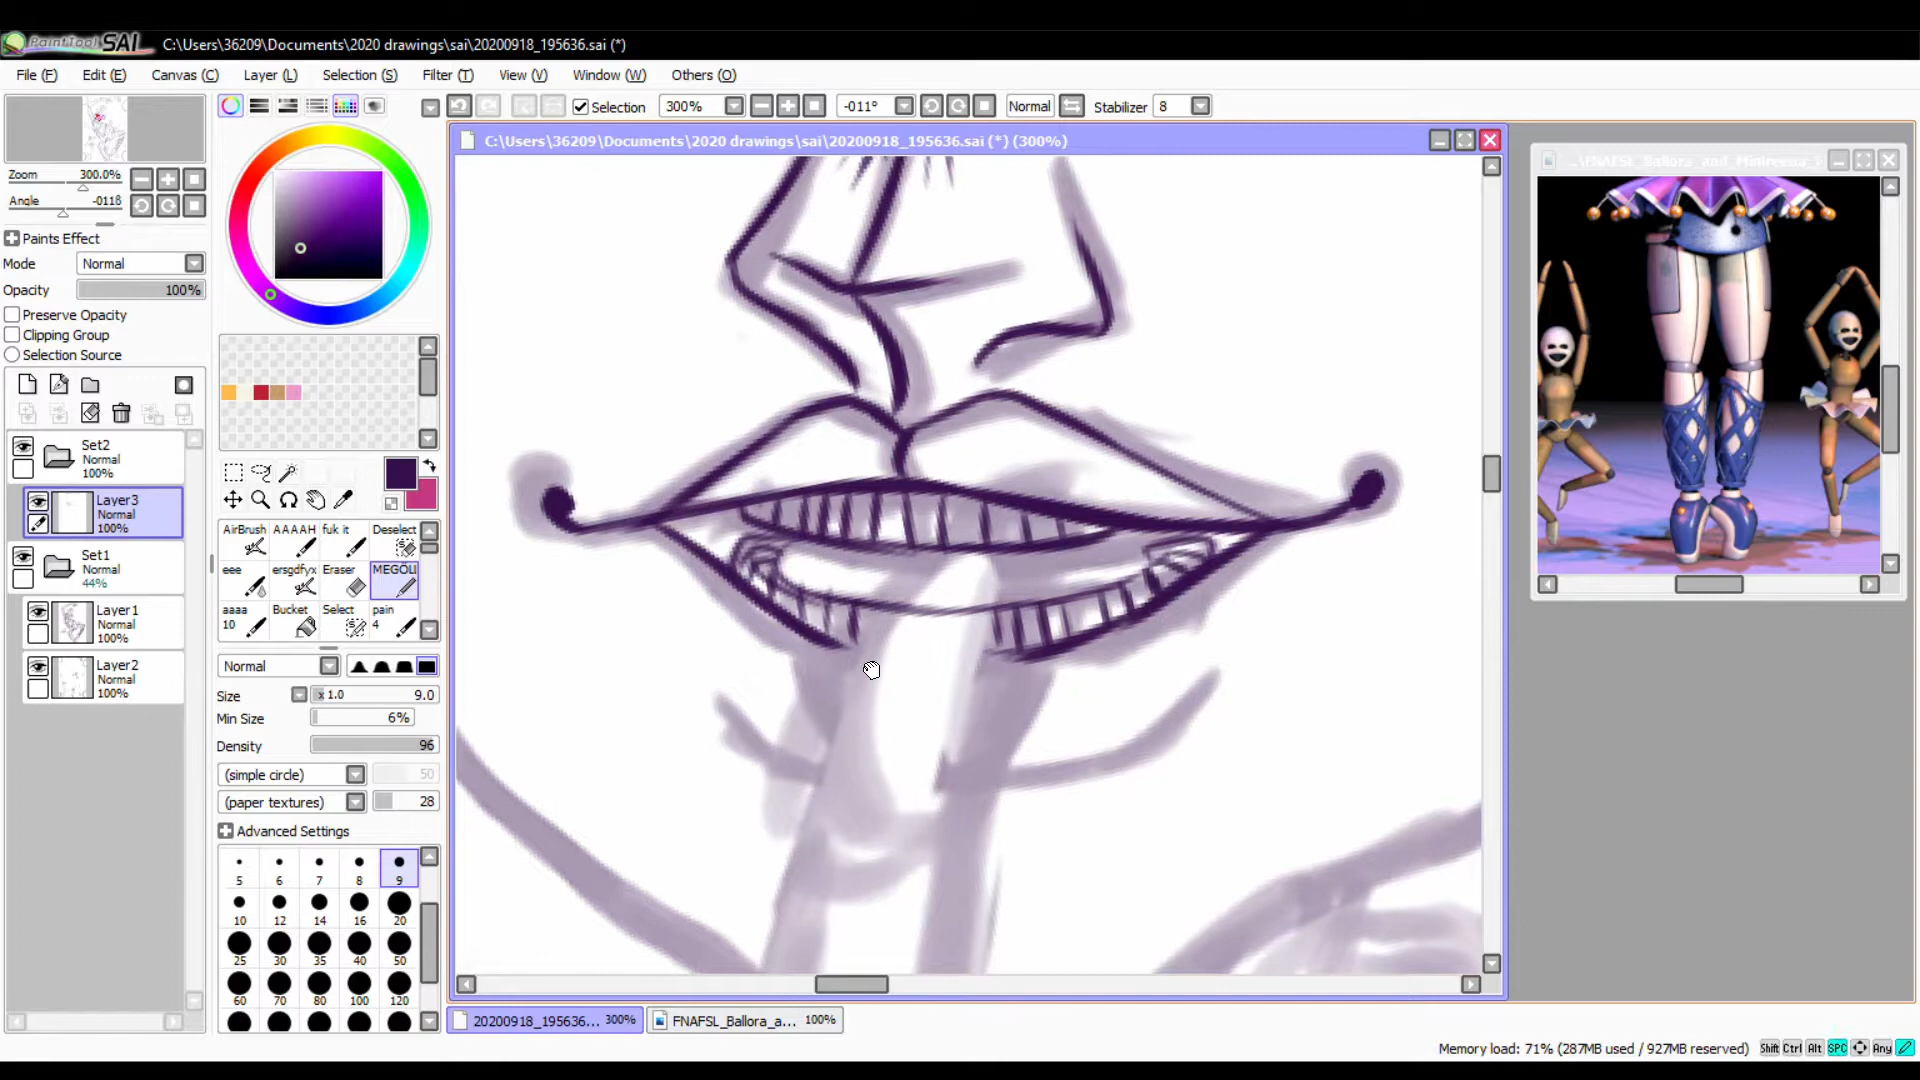 PaintTool SAI C:\Users\36209\Documents\2020 drawings\sai\20200918_195636.sai (*)
File (F) Edit (E) Canvas (C) Layer (L) Selection (S) Filter (T) View (V) Window (W) Others (O)
Selection 300% -011° Normal Stabilizer 8
C:\Users\36209\Documents\2020 drawings\sai\20200918_195636.sai (*) (300%)
...\FNAFSL_Ballora_and_Minireena_
Zoom 300.0%
Angle -011ß
Paints Effect
Mode Normal
Opacity 100%
Preserve Opacity
Clipping Group
Selection Source
Set2
Normal
100%
Layer3
Normal
100%
Set1
Normal
44%
Layer1
Normal
100%
Layer2
Normal
100%
AirBrush AAAAH fuk it Deselect
eee ersgdfyx Eraser MEGÖLI
aaaa Bucket Select pain
10 4
Normal
Size x 1.0 9.0
Min Size 6%
Density 96
(simple circle) 50
(paper textures) 28
Advanced Settings
5 6 7 8 9
10 12 14 16 20
25 30 35 40 50
60 70 80 100 120
20200918_195636... 300% FNAFSL_Ballora_a... 100%
Memory load: 71% (287MB used / 927MB reserved) Shift Ctrl Alt SPC Any